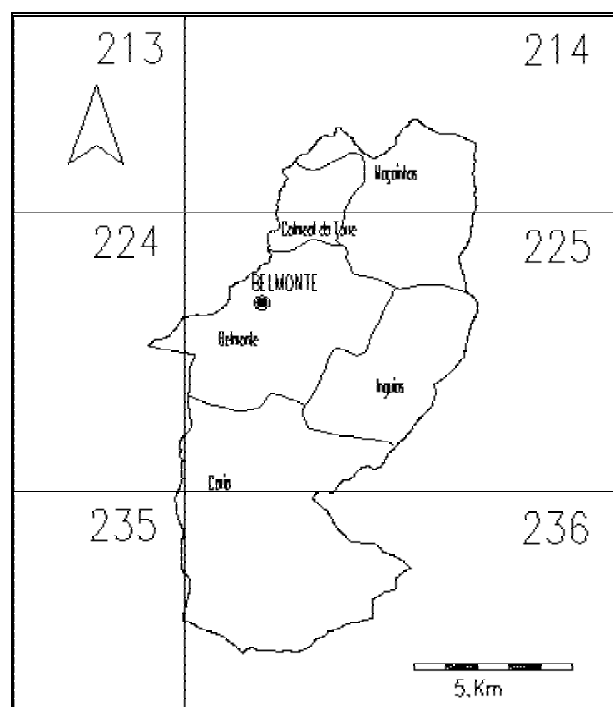 213
214
Maçainhas
224
Colmeal da Torre
225
BELMONTE
Belmonte
Inguias
Caria
235
236
5. Km